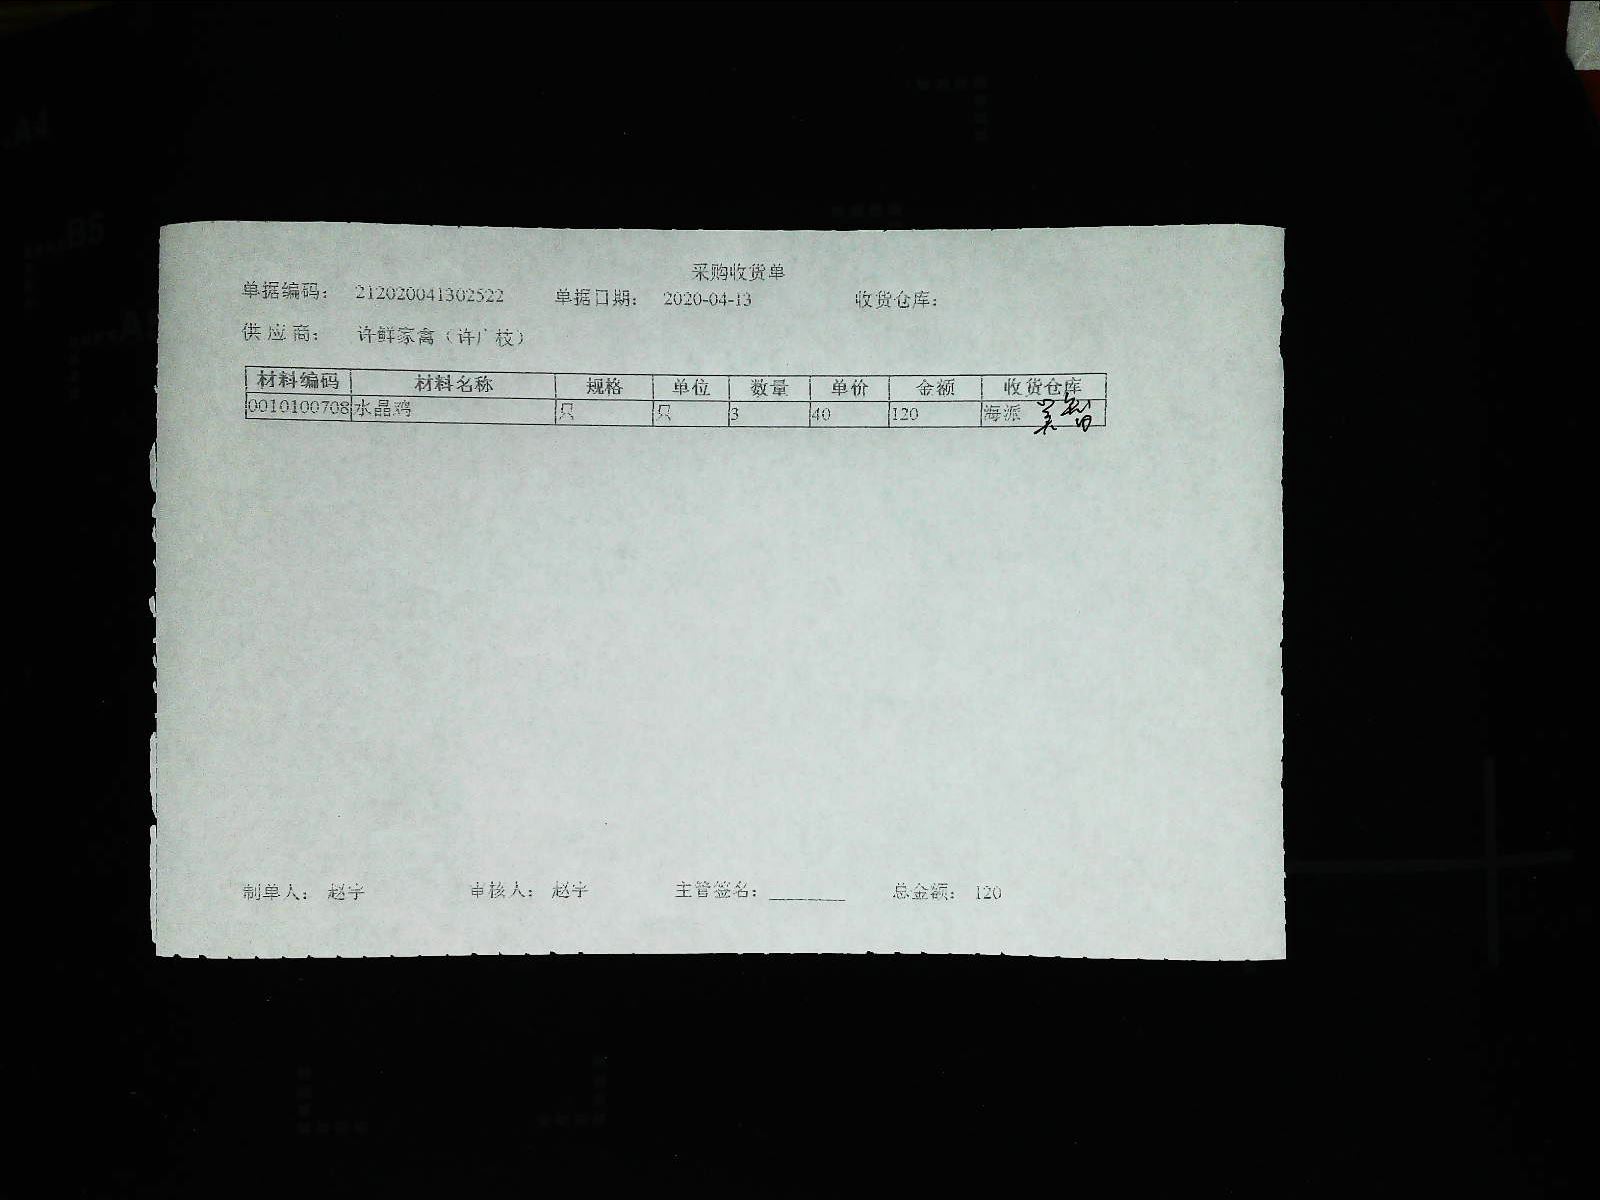 采购收货单
单据编码： 212020041302522 单据日期： 2020-04-13 收货仓库：
供应商： 许鲜家禽（许广枝）
材料编码 材料名称 规格 单位 数量 单价 金额 收货仓库
0010100708 水晶鸡 只 只 3 40 120 海派
制单人： 赵宇 审核人： 赵宇 主管签名：________ 总金额： 120